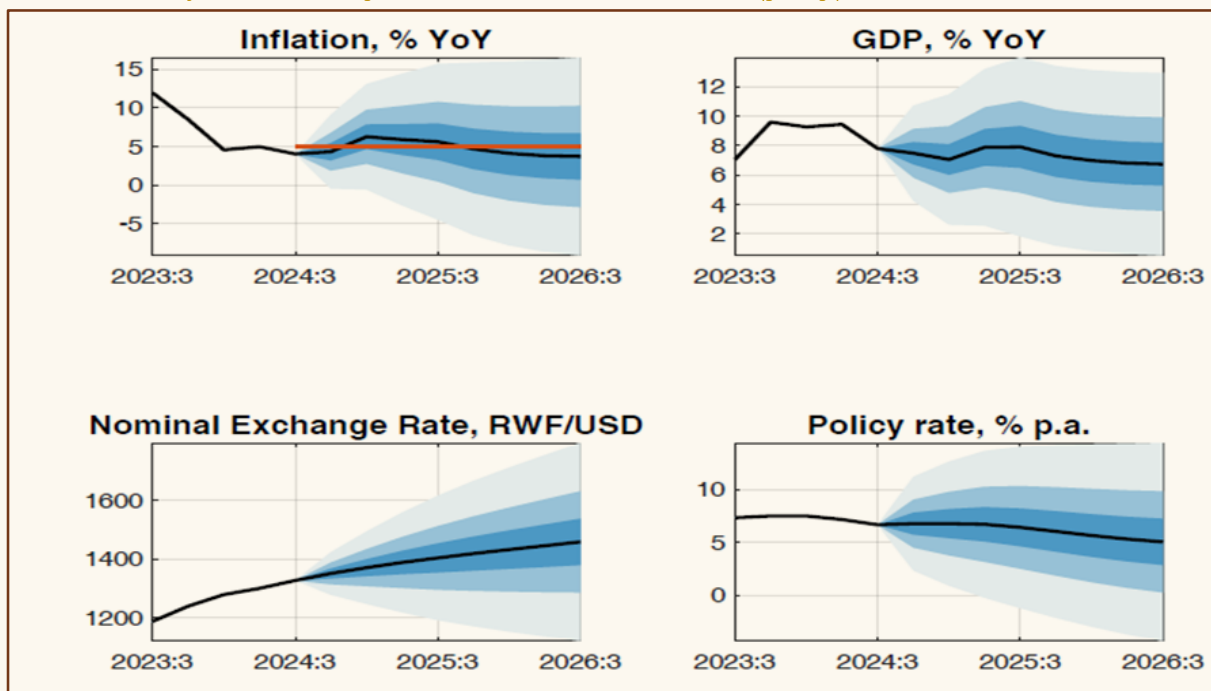 Inflation, % YoY
15
10
5
0
-5
2023:3 2024:3 2025:3 2026:3
GDP, % YoY
12
10
8
6
4
2
2023:3 2024:3 2025:3 2026:3
Nominal Exchange Rate, RWF/USD
1600
1400
1200
2023:3 2024:3 2025:3 2026:3
Policy rate, % p.a.
10
5
0
2023:3 2024:3 2025:3 2026:3